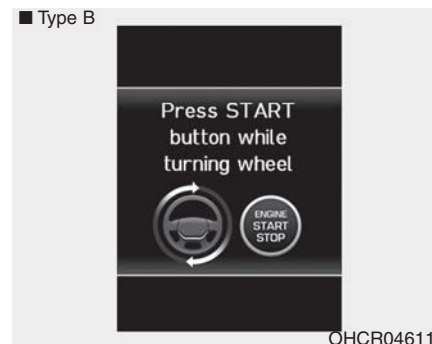 ■ Type B
Press START
button while
turning wheel
ENGINE
START
STOP
OHCR04611